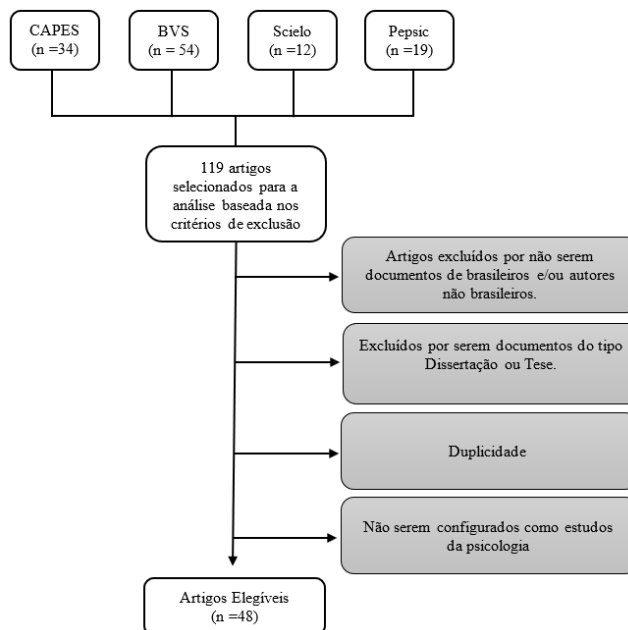 CAPES
(n =34)
BVS
(n = 54)
Scielo
(n =12)
Pepsic
(n =19)
119 artigos
selecionados para a
análise baseada nos
critérios de exclusão
Artigos excluídos por não serem
documentos de brasileiros e/ou autores
não brasileiros.
Excluídos por serem documentos do tipo
Dissertação ou Tese.
Duplicidade
Não serem configurados como estudos
da psicologia
Artigos Elegíveis
(n =48)